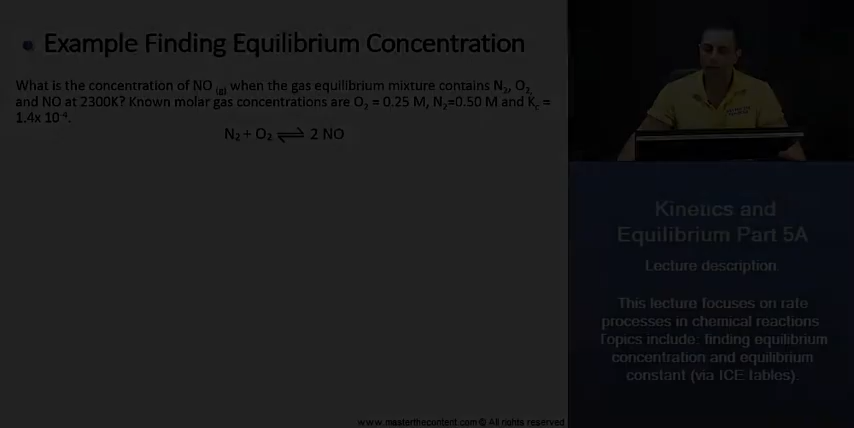 Example Finding Equilibrium Concentration
What is the concentration of NO (g) when the gas equilibrium mixture contains N2, O2,
and NO at 2300K? Known molar gas concentrations are O2 = 0.25 M, N2=0.50 M and Kc =
1.4x 10-4.
N2 + O2 ⇌ 2 NO
Kinetics and
Equilibrium Part 5A
Lecture description
This lecture focuses on rate
processes in chemical reactions
Topics include: finding equilibrium
concentration and equilibrium
constant (via ICE tables).
www.masterthecontent.com © All rights reserved